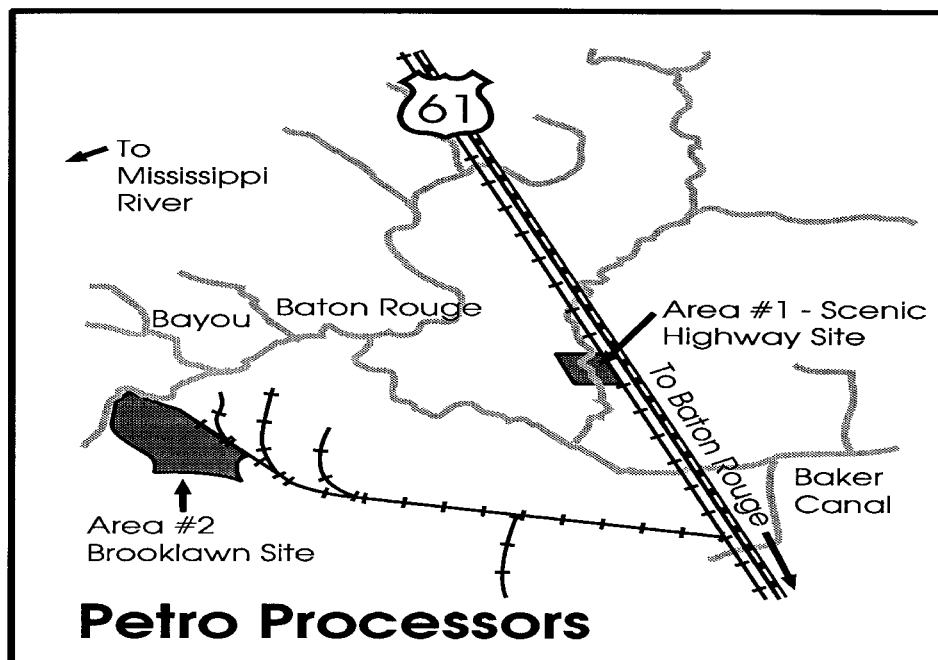 61
To
Mississippi
River
Bayou
Baton Rouge
Area #1 - Scenic
Highway Site
To Baton Rouge
Baker
Canal
Area #2
Brooklawn Site
Petro Processors